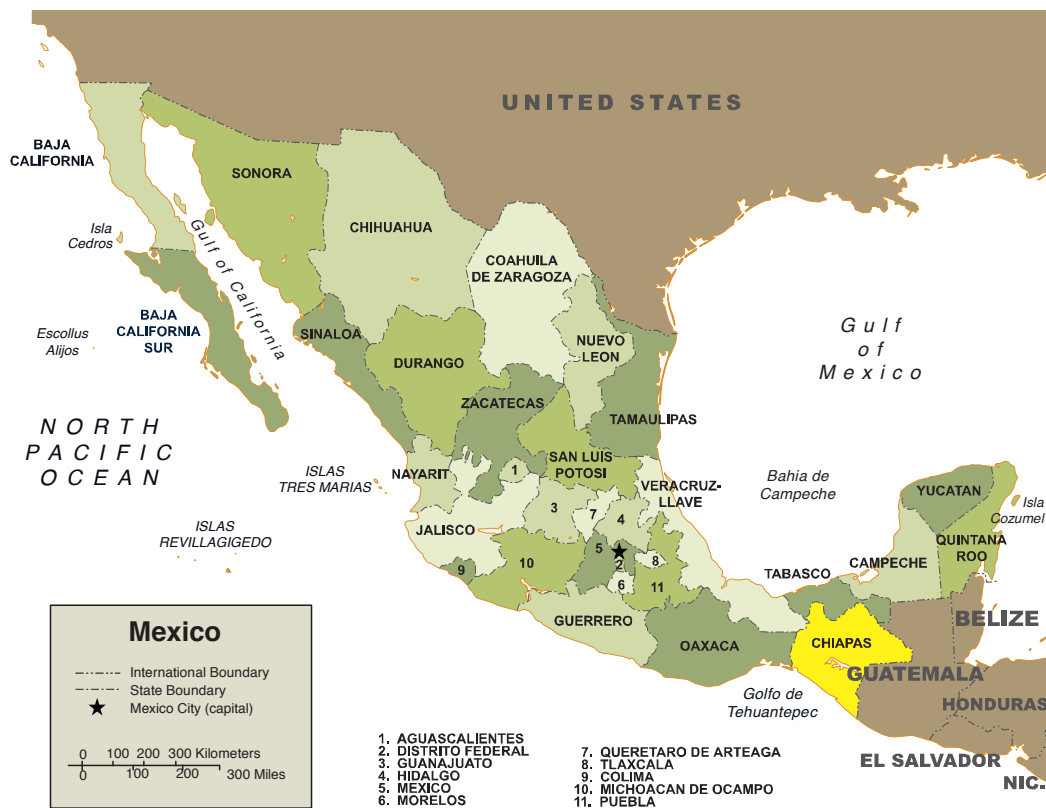 UNITED STATES
BAJA
CALIFORNIA
SONORA
Isla
Cedros
Gulf of California
CHIHUAHUA
COAHUILA
DE ZARAGOZA
BAJA
CALIFORNIA
SUR
Escollus
Alijos
SINALOA
DURANGO
NUEVO
LEON
Gulf
of
Mexico
ZACATECAS
TAMAULIPAS
NORTH
PACIFIC
OCEAN
ISLAS
TRES MARIAS
NAYARIT
1
SAN LUIS
POTOSI
VERACRUZ-
LLAVE
Bahia de
Campeche
YUCATAN
Isla
Cozumel
ISLAS
REVILLAGIGEDO
JALISCO
3
7
4
QUINTANA
ROO
CAMPECHE
TABASCO
9
10
5
2
8
6
11
GUERRERO
OAXACA
CHIAPAS
BELIZE
GUATEMALA
HONDURAS
EL SALVADOR
NIC.
Golfo de
Tehuantepec
Mexico
International Boundary
State Boundary
Mexico City (capital)
0 100 200 300 Kilometers
0 100 200 300 Miles
1. AGUASCALIENTES
2. DISTRITO FEDERAL
3. GUANAJUATO
4. HIDALGO
5. MEXICO
6. MORELOS
7. QUERETARO DE ARTEAGA
8. TLAXCALA
9. COLIMA
10. MICHOACAN DE OCAMPO
11. PUEBLA